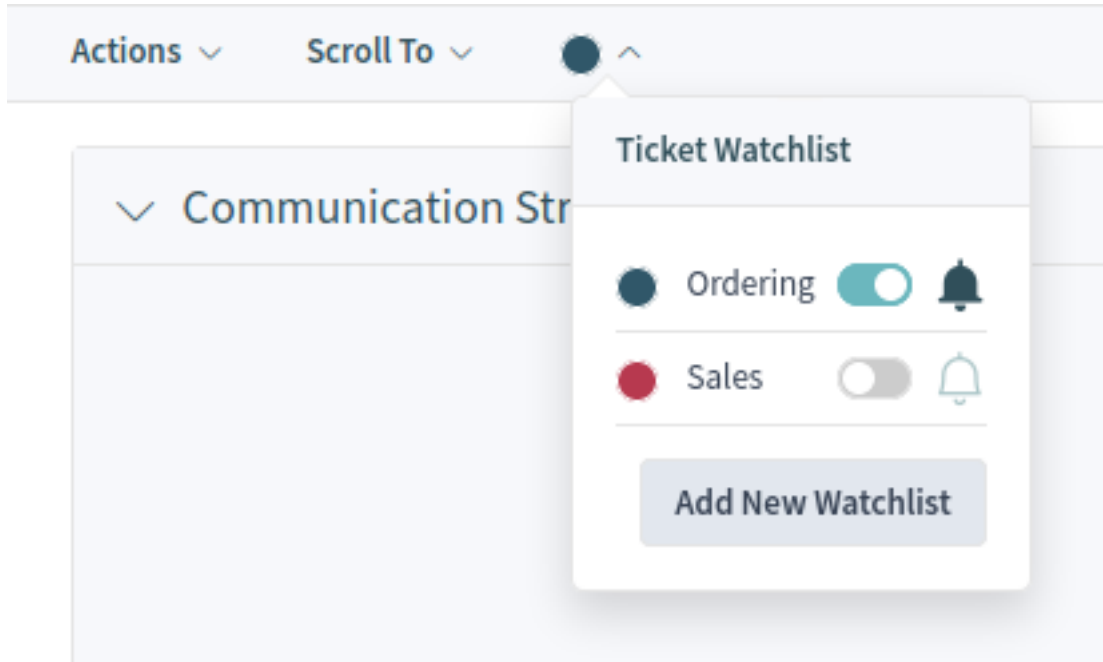 Actions
Scroll To
Ticket Watchlist
Communication Str
Ordering
Sales
Add New Watchlist